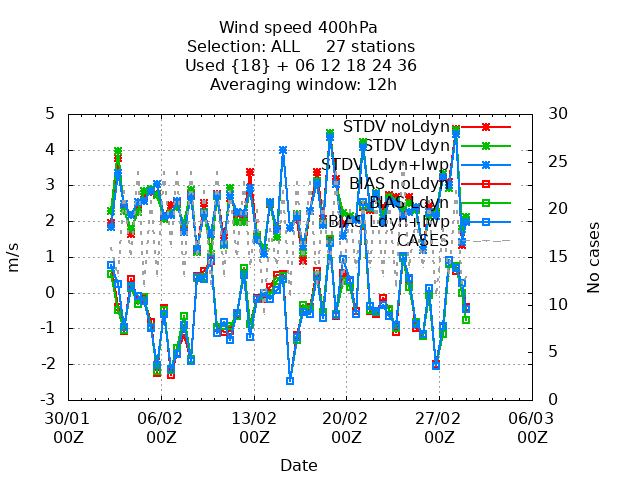 Wind speed 400hPa
Selection: ALL 27 stations
Used {18} + 06 12 18 24 36
Averaging window: 12h
STDV noLdyn
STDV Ldyn
STDV Ldyn+lwp
BIAS noLdyn
BIAS Ldyn
BIAS Ldyn+lwp
CASES
5
4
3
2
1
0
-1
-2
-3
m/s
30
25
20
15
10
5
0
No cases
30/01 06/02 13/02 20/02 27/02 06/03
00Z 00Z 00Z 00Z 00Z 00Z
Date